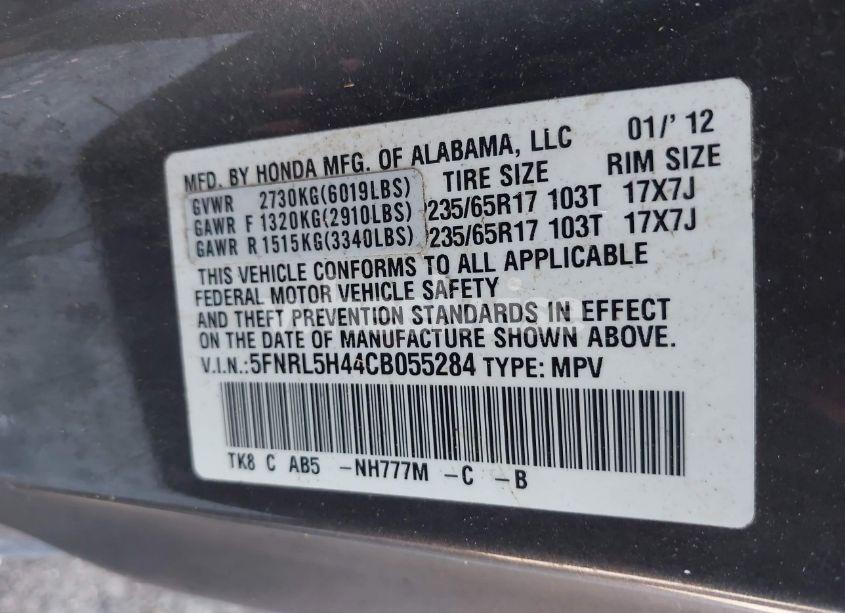 MFD. BY HONDA MFG. OF ALABAMA, LLC 01/' 12
GVWR 2730KG(6019LBS) TIRE SIZE RIM SIZE
GAWR F 1320KG(2910LBS) 235/65R17 103T 17X7J
GAWR R 1515KG(3340LBS) 235/65R17 103T 17X7J
THIS VEHICLE CONFORMS TO ALL APPLICABLE
FEDERAL MOTOR VEHICLE SAFETY
AND THEFT PREVENTION STANDARDS IN EFFECT
ON THE DATE OF MANUFACTURE SHOWN ABOVE.
V.I.N.:5FNRL5H44CB055284 TYPE: MPV
TK8 C AB5 -NH777M -C -B